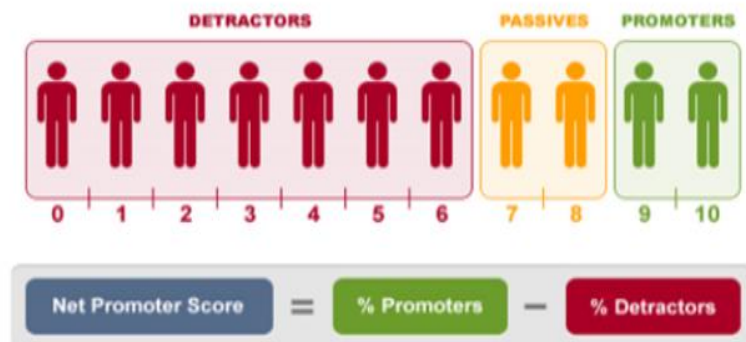 DETRACTORS PASSIVES PROMOTERS
0 1 2 3 4 5 6 7 8 9 10
Net Promoter Score = % Promoters − % Detractors